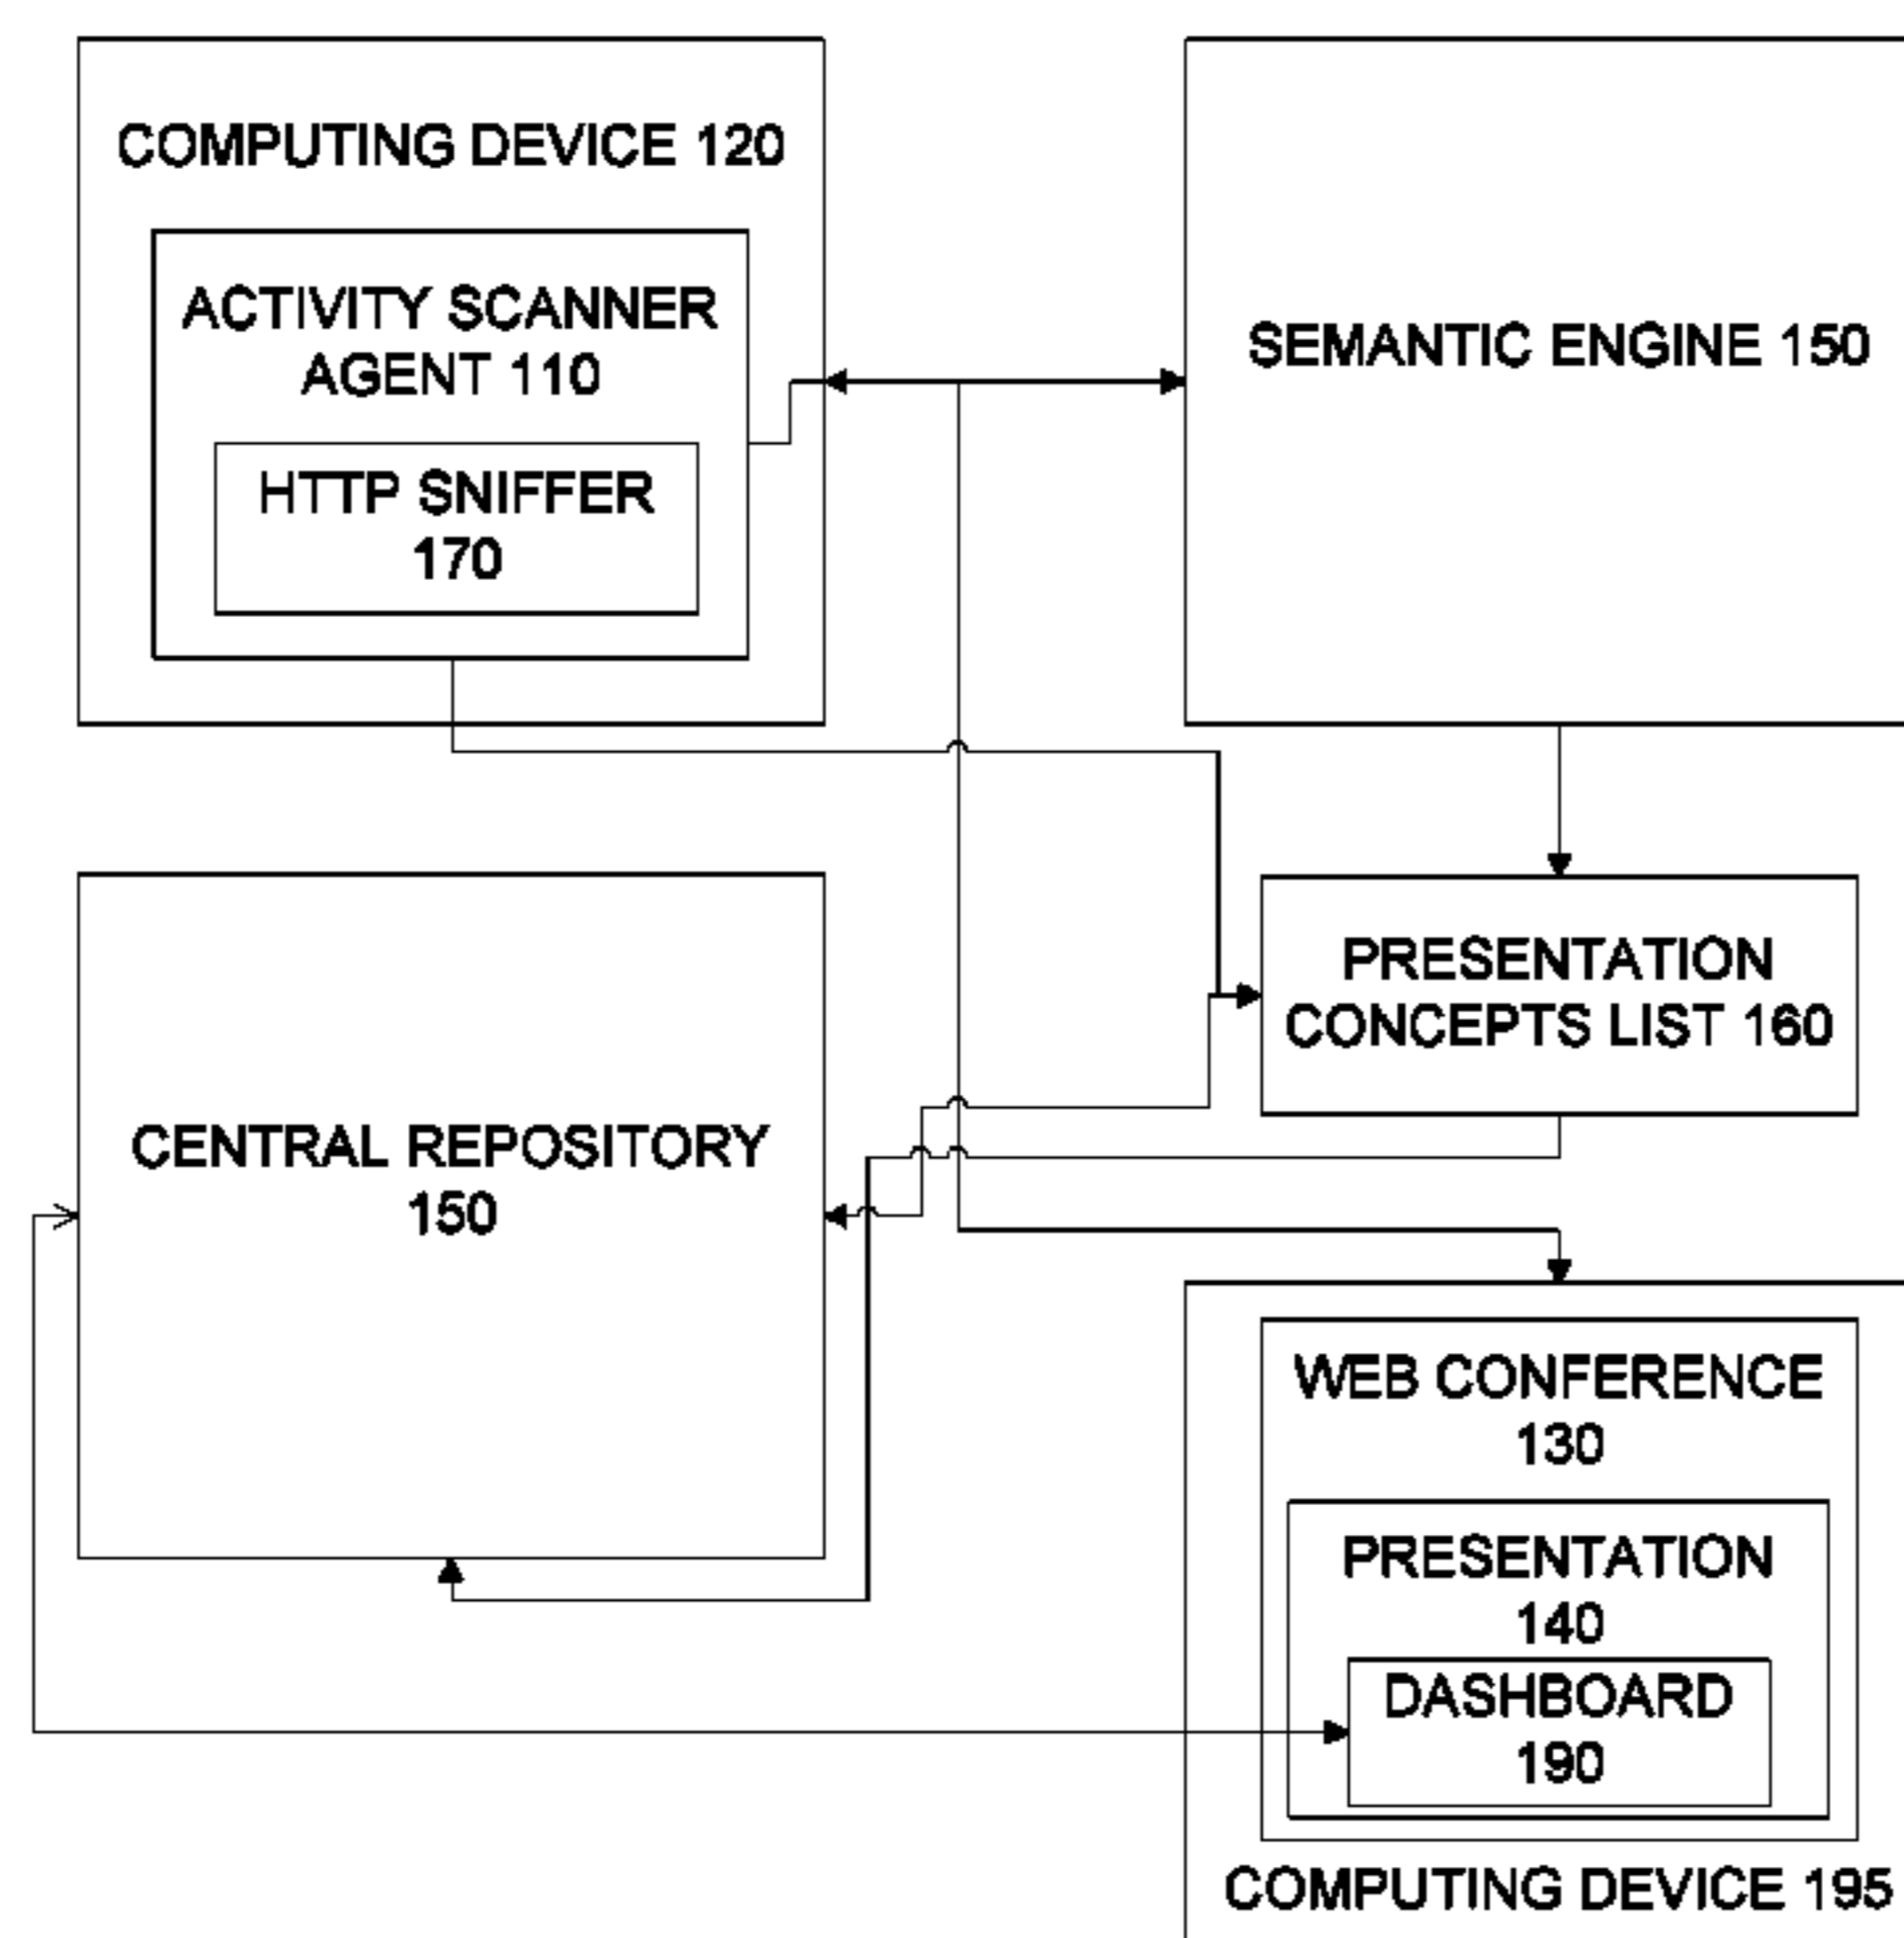 COMPUTING DEVICE 120
ACTIVITY SCANNER
AGENT 110
HTTP SNIFFER
170
SEMANTIC ENGINE 150
PRESENTATION
CONCEPTS LIST 160
CENTRAL REPOSITORY
150
WEB CONFERENCE
130
PRESENTATION
140
DASHBOARD
190
COMPUTING DEVICE 195